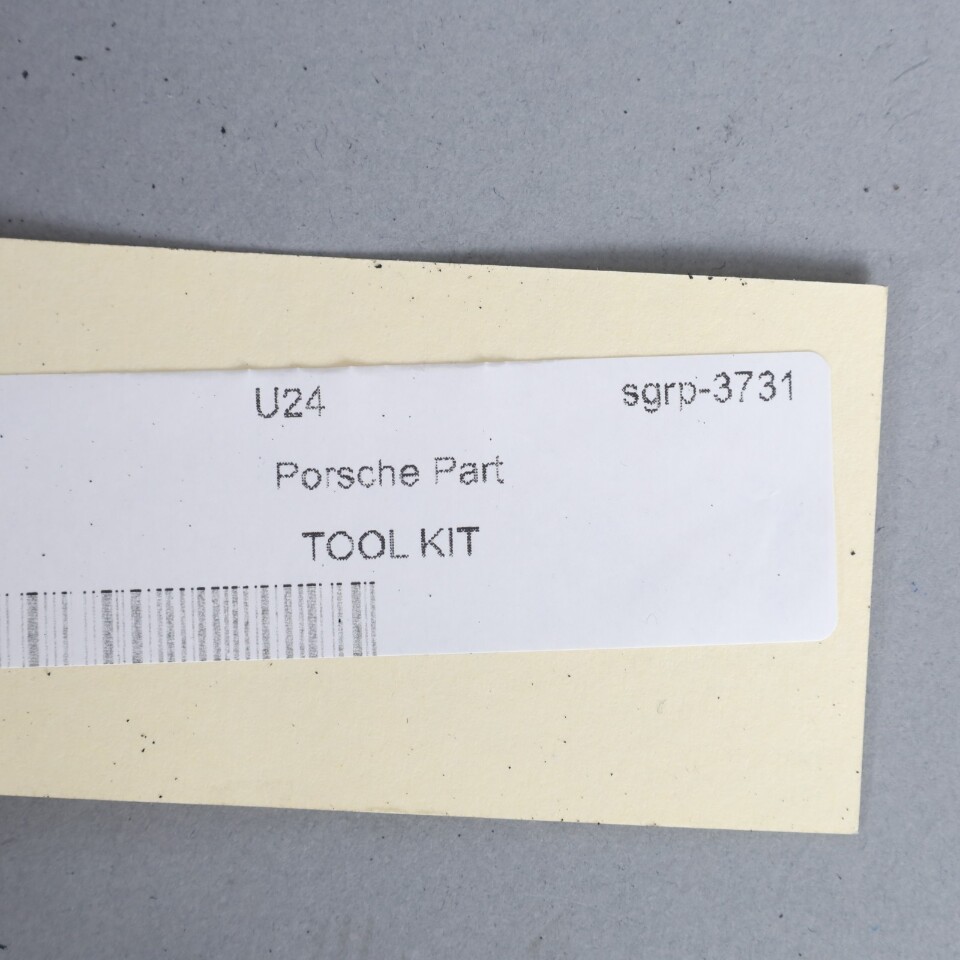 U24 sgrp-3731
Porsche Part
TOOL KIT